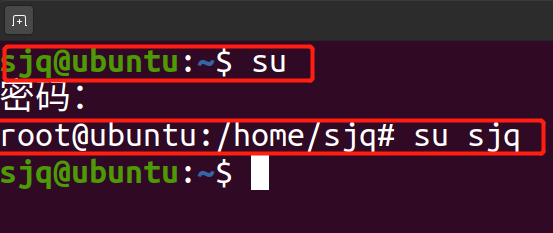 sjq@ubuntu:~$ su
密码：
root@ubuntu:/home/sjq# su sjq
sjq@ubuntu:~$